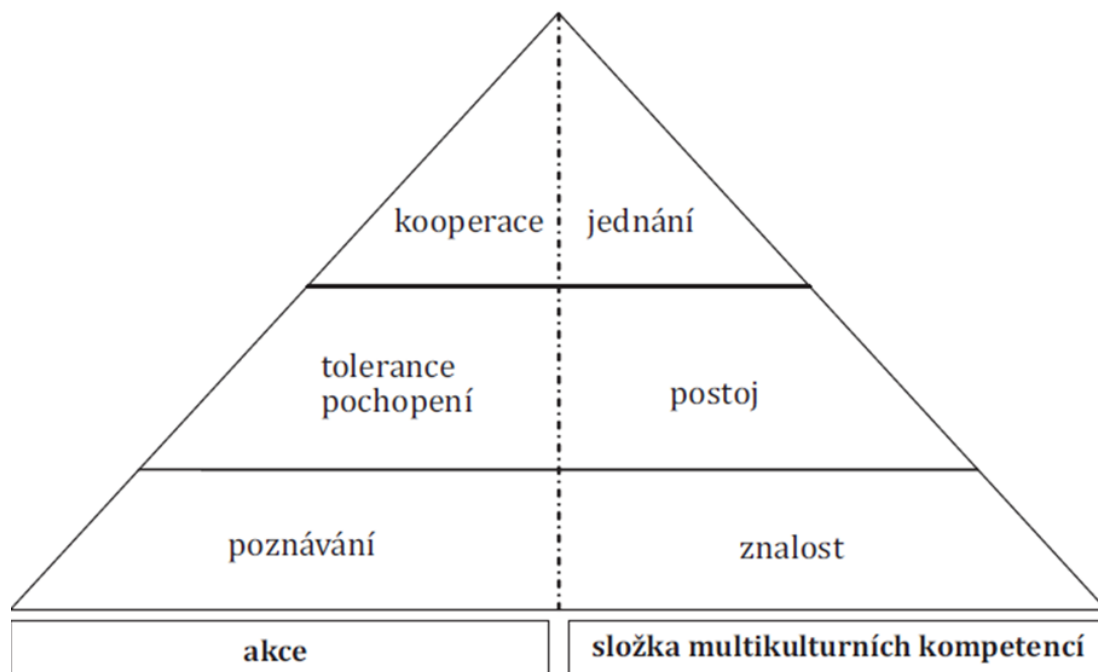 kooperace jednání
tolerance
pochopení
postoj
poznávání znalost
akce složka multikulturních kompetencí